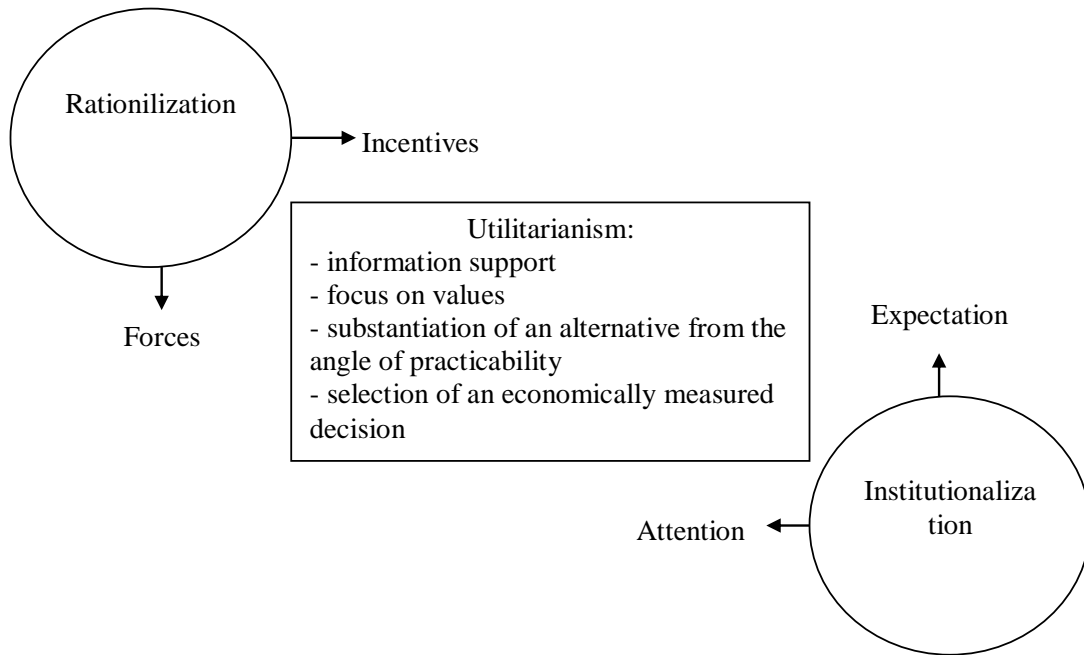 Rationilization
Incentives
Forces
Utilitarianism:
- information support
- focus on values
- substantiation of an alternative from the
angle of practicability
- selection of an economically measured
decision
Expectation
Attention
Institutionaliza
tion